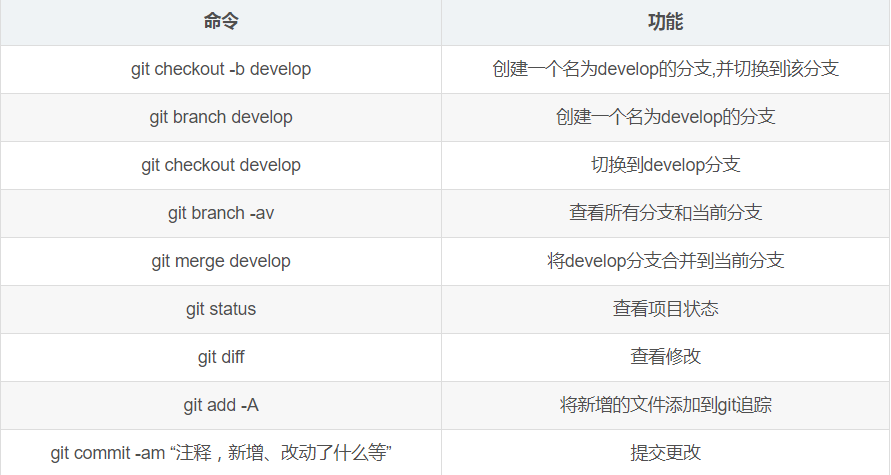 命令 功能
git checkout -b develop 创建一个名为develop的分支,并切换到该分支
git branch develop 创建一个名为develop的分支
git checkout develop 切换到develop分支
git branch -av 查看所有分支和当前分支
git merge develop 将develop分支合并到当前分支
git status 查看项目状态
git diff 查看修改
git add -A 将新增的文件添加到git追踪
git commit -am “注释，新增、改动了什么等” 提交更改